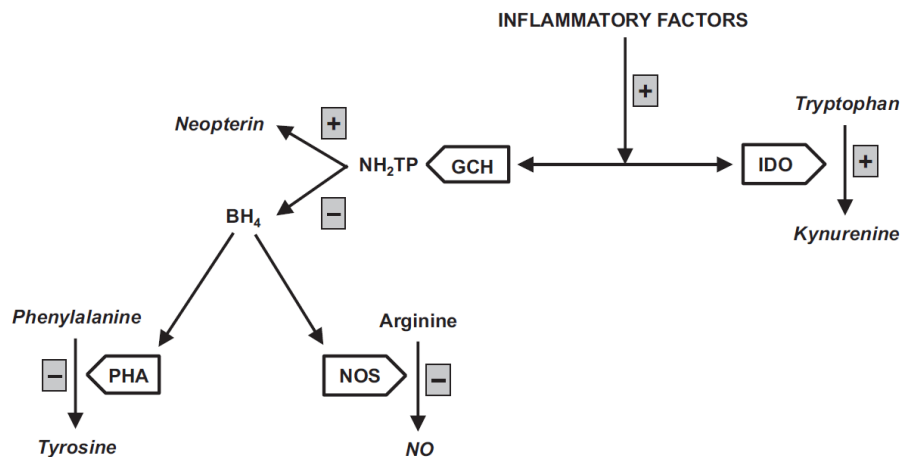 INFLAMMATORY FACTORS
+
Tryptophan
Neopterin
+
NH₂TP
GCH
IDO
+
−
BH₄
Kynurenine
Phenylalanine
Arginine
−
PHA
NOS
−
Tyrosine
NO